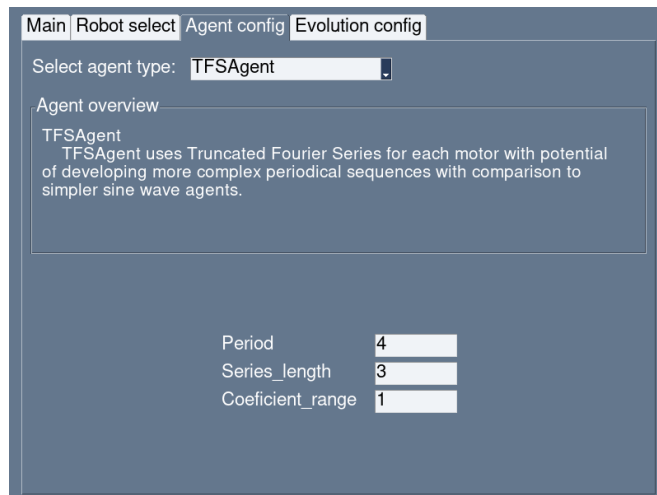 Main Robot select Agent config Evolution config
Select agent type: TFSAgent
Agent overview
TFSAgent
TFSAgent uses Truncated Fourier Series for each motor with potential
of developing more complex periodical sequences with comparison to
simpler sine wave agents.
Period 4
Series_length 3
Coeficient_range 1